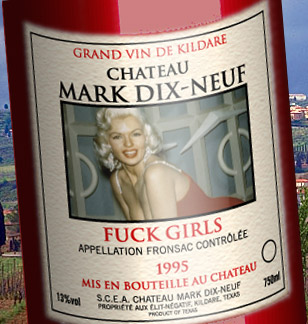 GRAND VIN DE KILDARE
CHATEAU
MARK DIX-NEUF
FUCK GIRLS
APPELLATION FRONSAC CONTRÔLÉE
1995
13%vol
MIS EN BOUTEILLE AU CHATEAU
750ml
S.C.E.A. CHATEAU MARK DIX-NEUF
PROPRIÉTÉ AUX ÉLIT-NÉGATIF, KILDARE, TEXAS
PRODUCT OF TEXAS